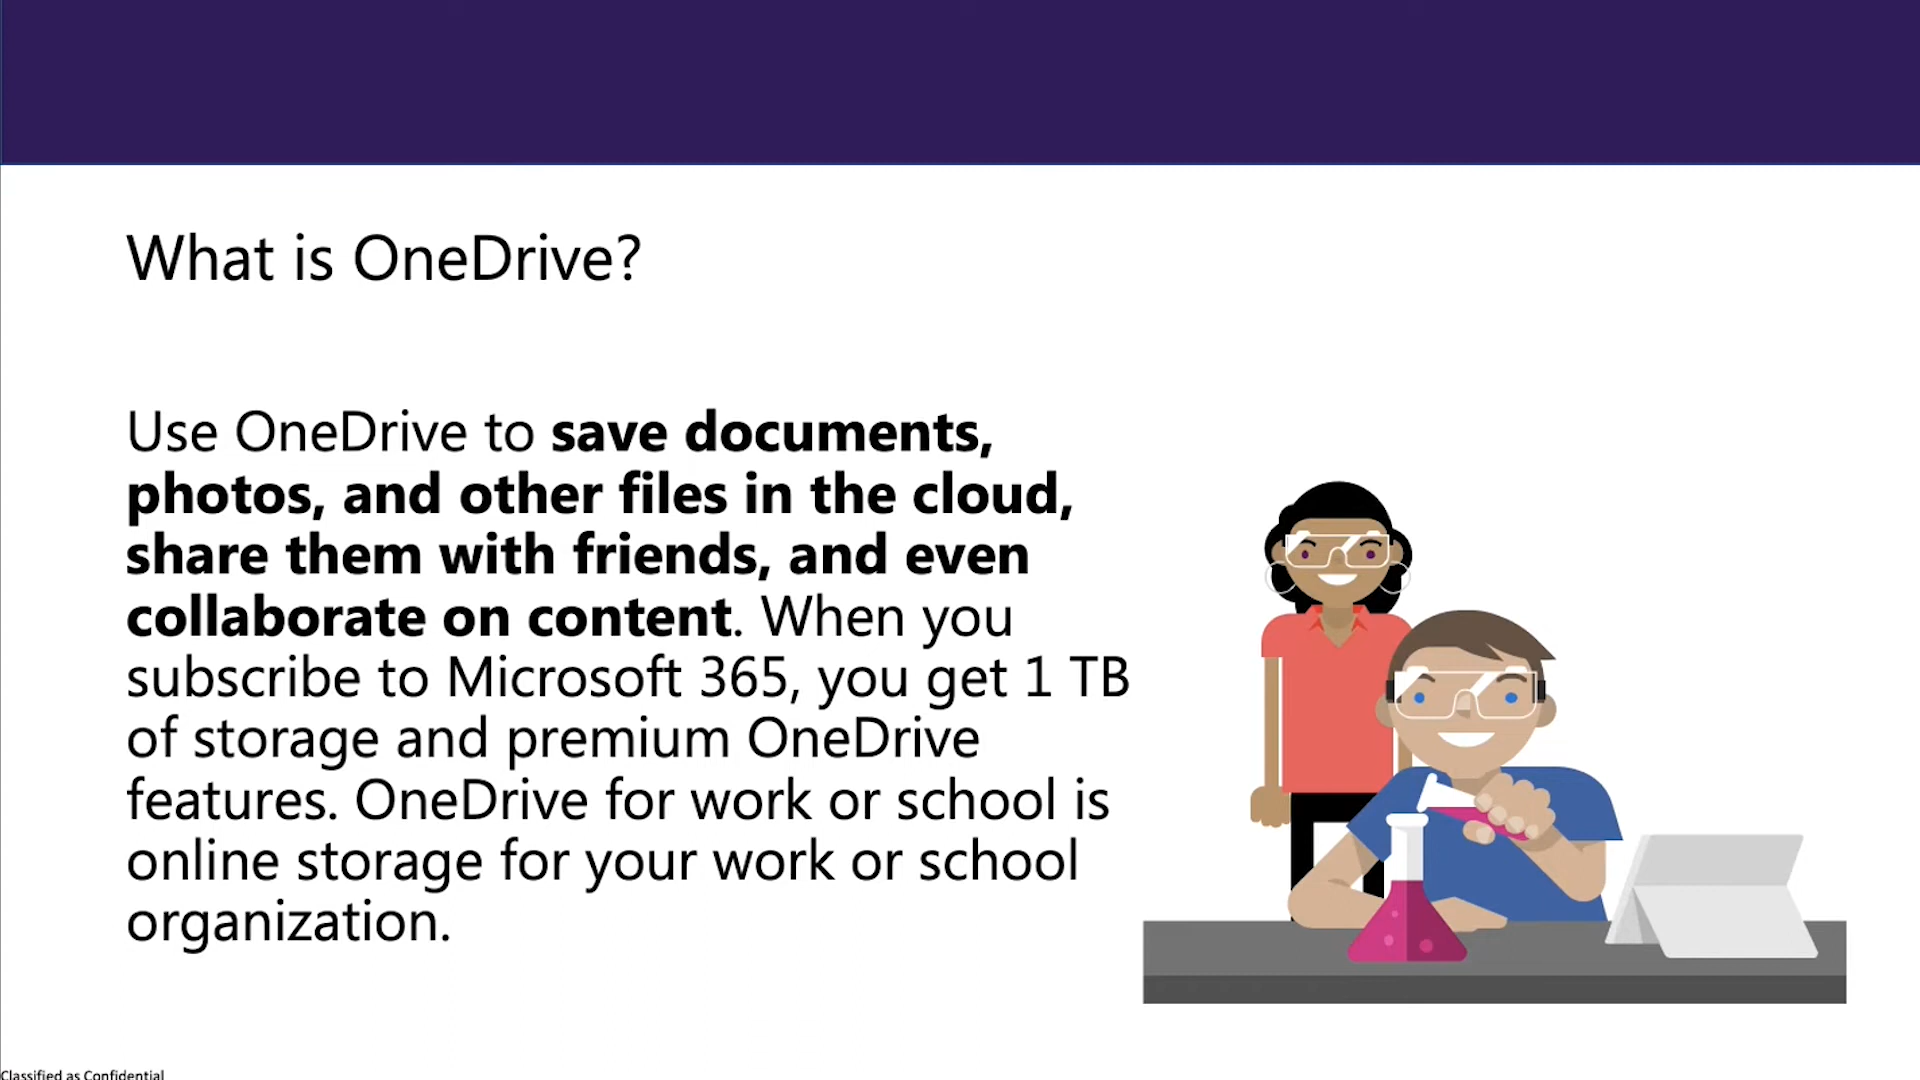 What is OneDrive?
Use OneDrive to save documents,
photos, and other files in the cloud,
share them with friends, and even
collaborate on content. When you
subscribe to Microsoft 365, you get 1 TB
of storage and premium OneDrive
features. OneDrive for work or school is
online storage for your work or school
organization.
Classified as Confidential